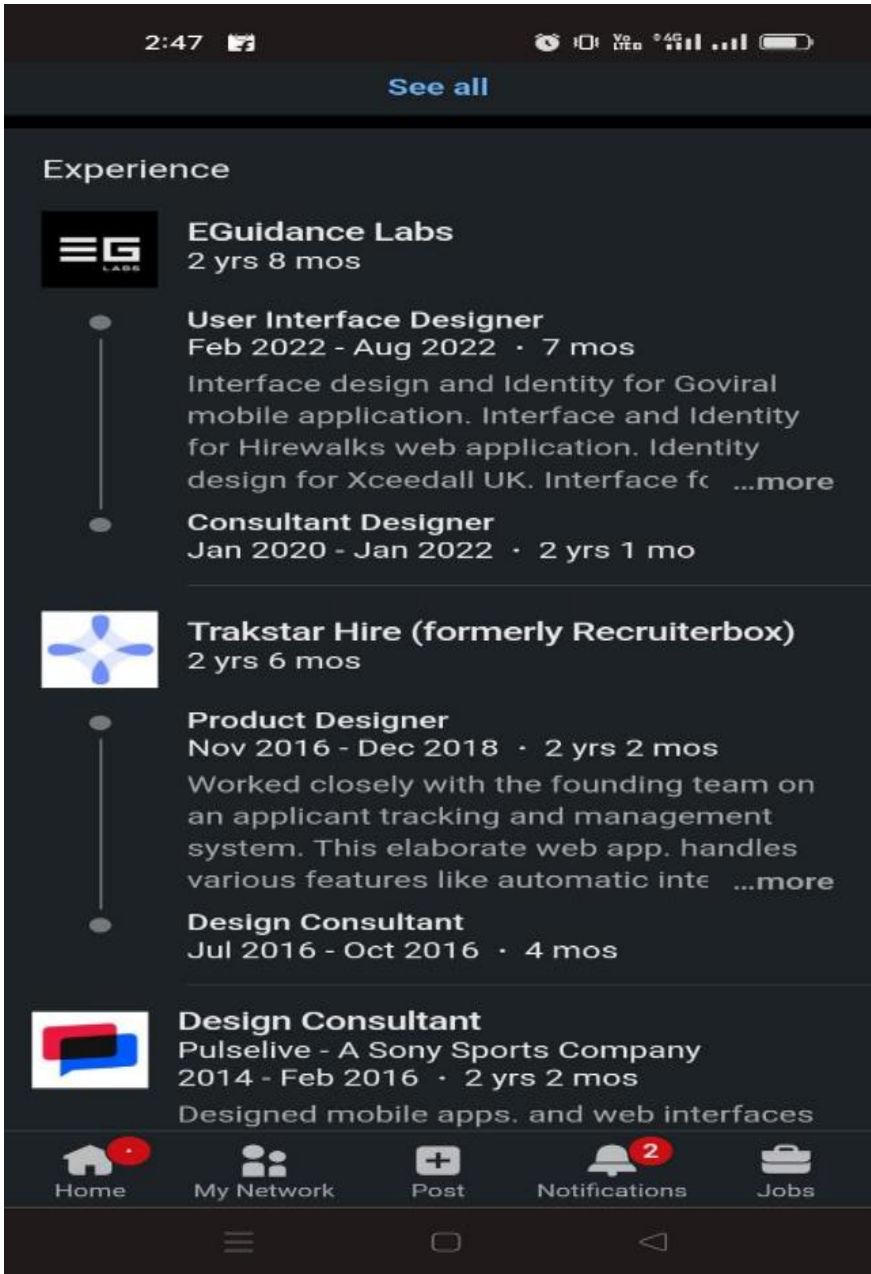 2:47
Vo LTED 4G
See all
Experience
EG
LABS
EGuidance Labs
2 yrs 8 mos
User Interface Designer
Feb 2022 - Aug 2022 · 7 mos
Interface design and Identity for Goviral
mobile application. Interface and Identity
for Hirewalks web application. Identity
design for Xceedall UK. Interface fo ...more
Consultant Designer
Jan 2020 - Jan 2022 · 2 yrs 1 mo
Trakstar Hire (formerly Recruiterbox)
2 yrs 6 mos
Product Designer
Nov 2016 - Dec 2018 · 2 yrs 2 mos
Worked closely with the founding team on
an applicant tracking and management
system. This elaborate web app. handles
various features like automatic inte ...more
Design Consultant
Jul 2016 - Oct 2016 · 4 mos
Design Consultant
Pulselive - A Sony Sports Company
2014 - Feb 2016 · 2 yrs 2 mos
Designed mobile apps. and web interfaces
2
Home My Network Post Notifications Jobs